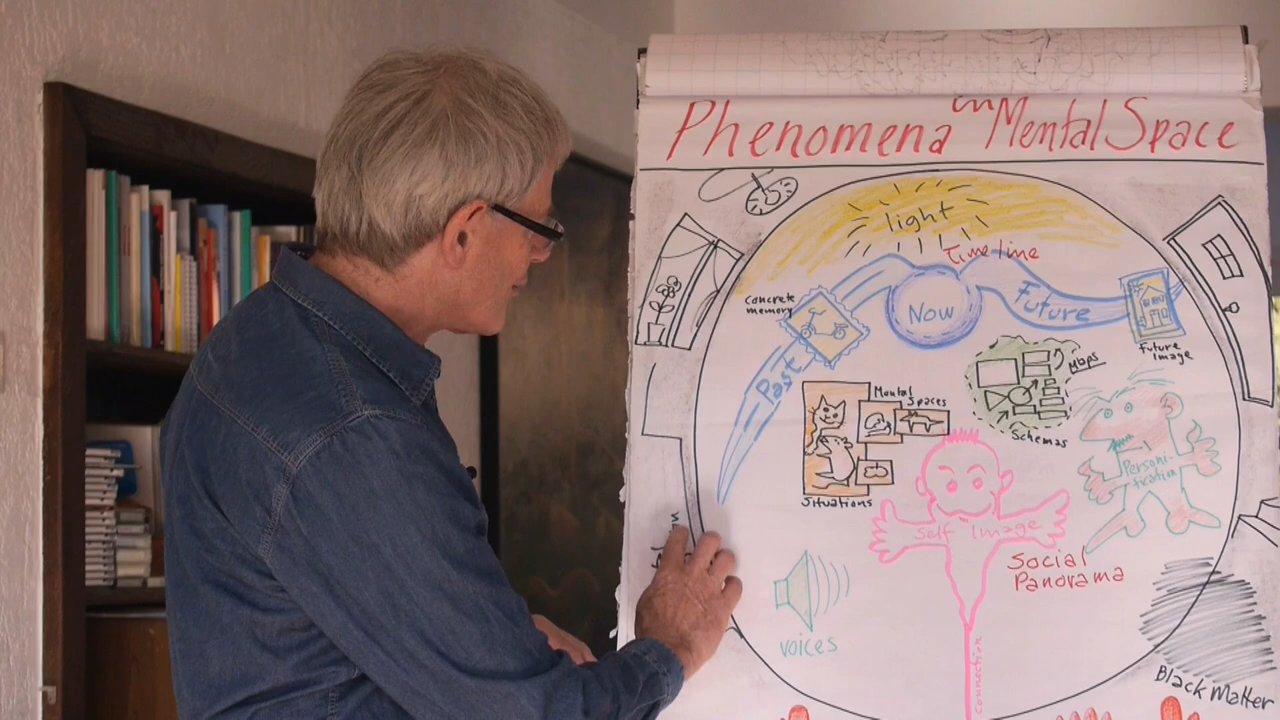 Phenomena in Mental Space
light
Time line
Concrete
memory
Now
Future
Past
future
Image
Maps
Mental
Spaces
Schemas
Situations
Personi-
fication
Self Image
Social
Panorama
voices
connection
Black Matter